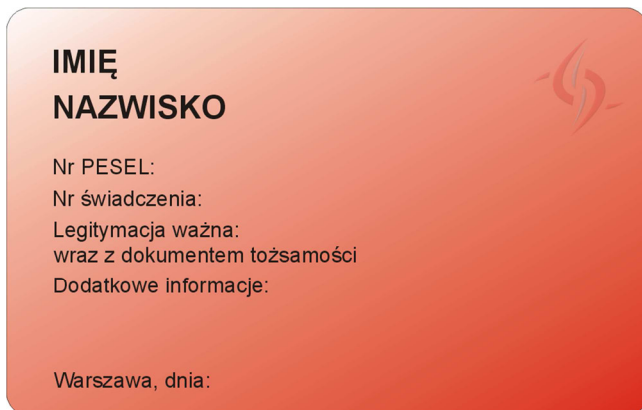 IMIĘ
NAZWISKO
Nr PESEL:
Nr świadczenia:
Legitymacja ważna:
wraz z dokumentem tożsamości
Dodatkowe informacje:
Warszawa, dnia: